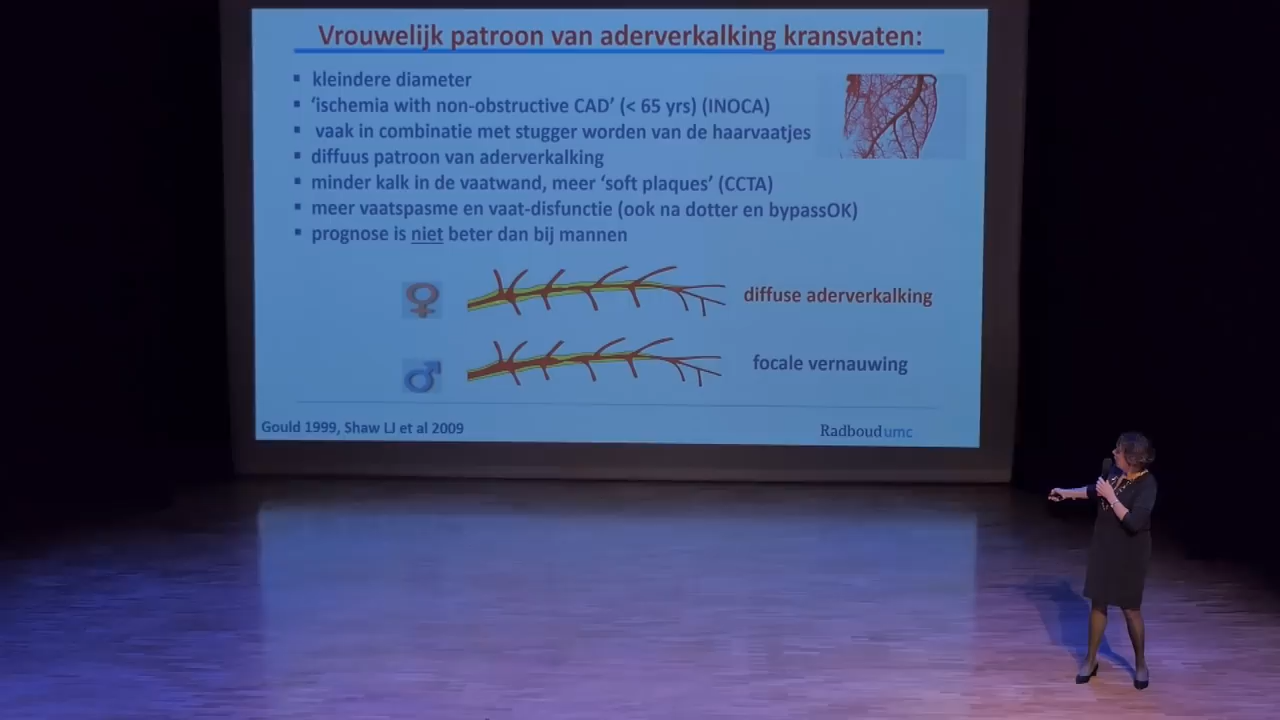 Vrouwelijk patroon van aderverkalking kransvaten:
▪ kleindere diameter
▪ ‘ischemia with non-obstructive CAD’ (< 65 yrs) (INOCA)
▪ vaak in combinatie met stugger worden van de haarvaatjes
▪ diffuus patroon van aderverkalking
▪ minder kalk in de vaatwand, meer ‘soft plaques’ (CCTA)
▪ meer vaatspasme en vaat-disfunctie (ook na dotter en bypassOK)
▪ prognose is niet beter dan bij mannen
♀ diffuse aderverkalking
♂ focale vernauwing
Gould 1999, Shaw LJ et al 2009
Radboudumc